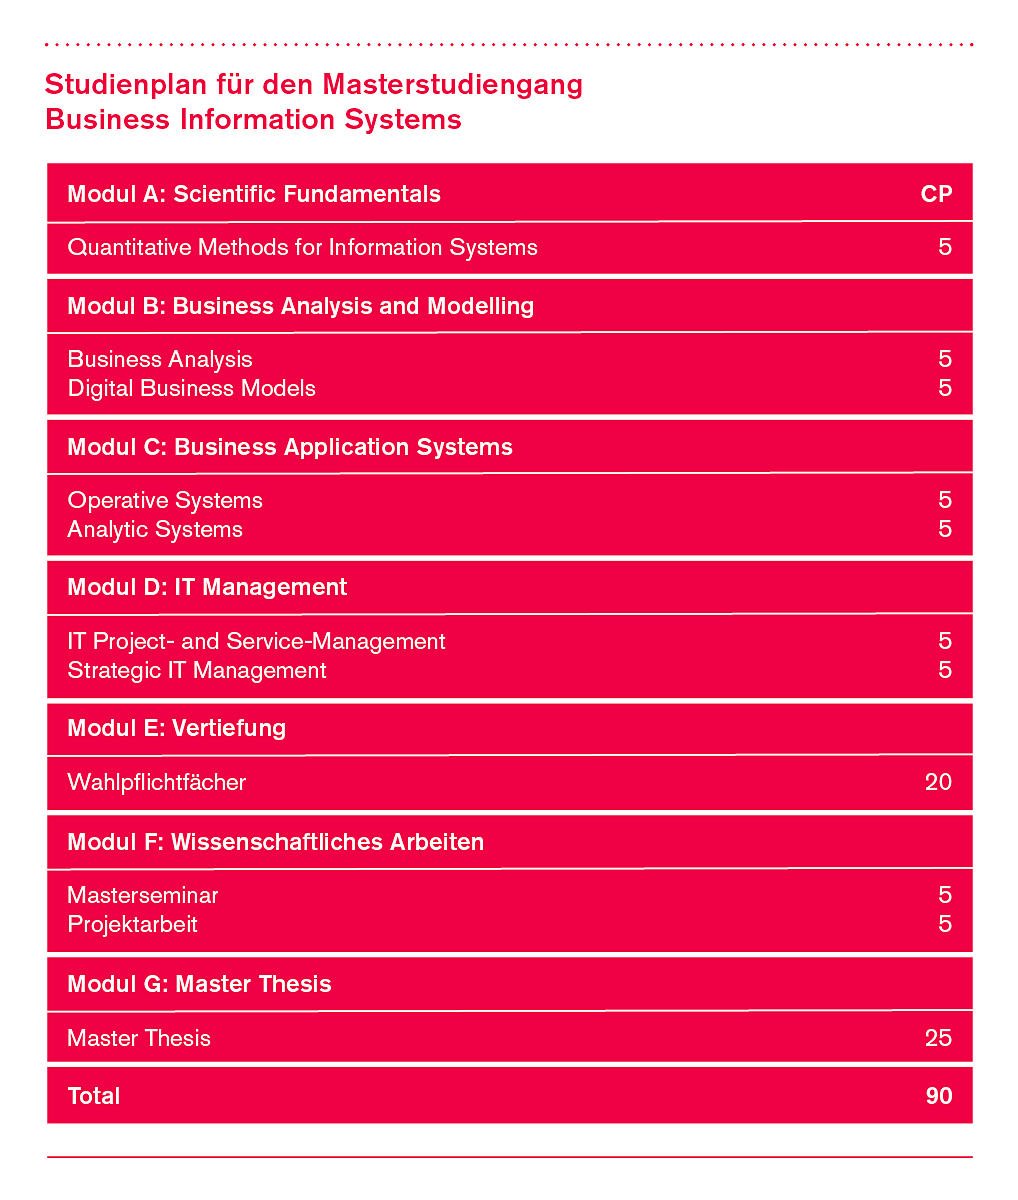 Studienplan für den Masterstudiengang
Business Information Systems
Modul A: Scientific Fundamentals CP
Quantitative Methods for Information Systems 5
Modul B: Business Analysis and Modelling
Business Analysis 5
Digital Business Models 5
Modul C: Business Application Systems
Operative Systems 5
Analytic Systems 5
Modul D: IT Management
IT Project- and Service-Management 5
Strategic IT Management 5
Modul E: Vertiefung
Wahlpflichtfächer 20
Modul F: Wissenschaftliches Arbeiten
Masterseminar 5
Projektarbeit 5
Modul G: Master Thesis
Master Thesis 25
Total 90